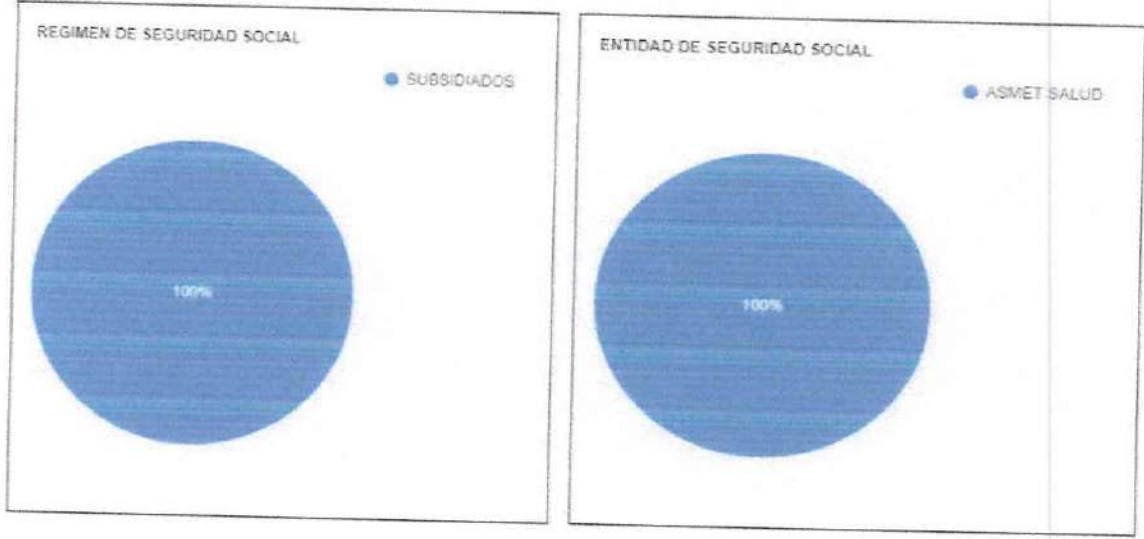 REGIMEN DE SEGURIDAD SOCIAL
SUBSIDIADOS
100%
ENTIDAD DE SEGURIDAD SOCIAL
ASMET SALUD
100%